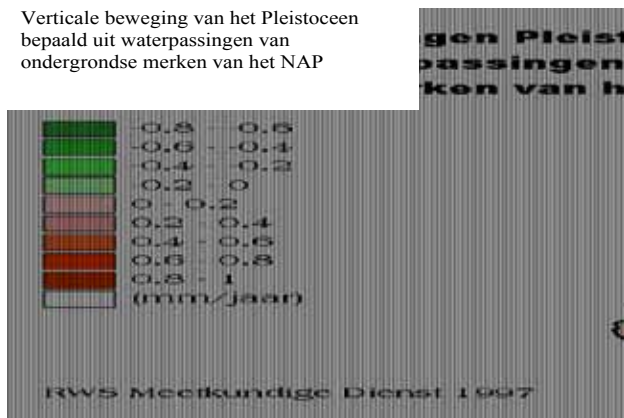 Verticale beweging van het Pleistoceen
bepaald uit waterpassingen van
ondergrondse merken van het NAP
gen Pleist
passingen
ken van h
-0.8 - -0.6
-0.6 - -0.4
-0.4 - -0.2
-0.2 - 0
0 - 0.2
0.2 - 0.4
0.4 - 0.6
0.6 - 0.8
0.8 - 1
(mm/jaar)
RWS Meetkundige Dienst 1997